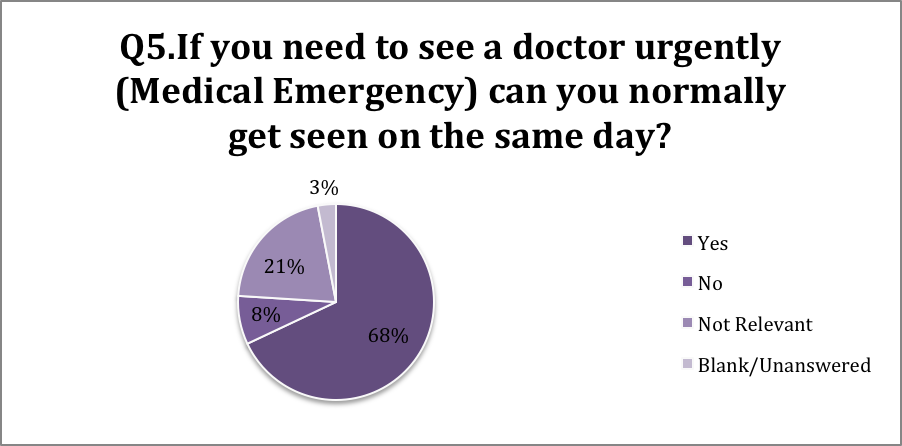 Q5.If you need to see a doctor urgently
(Medical Emergency) can you normally
get seen on the same day?
3%
21%
8%
68%
Yes
No
Not Relevant
Blank/Unanswered